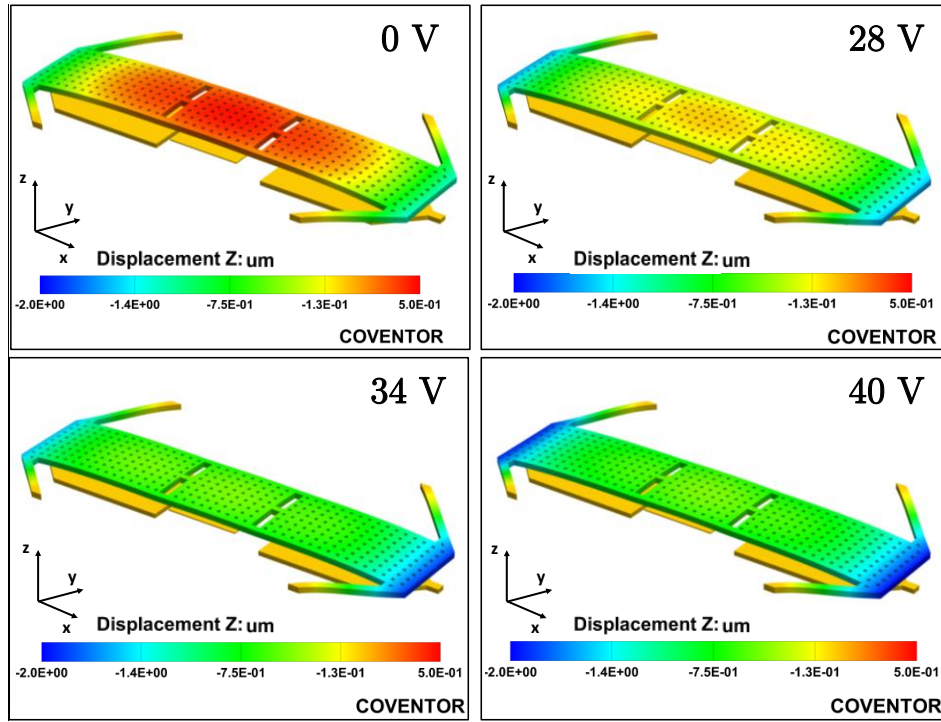 0 V
z
y
x
Displacement Z: um
-2.0E+00 -1.4E+00 -7.5E-01 -1.3E-01 5.0E-01
COVENTOR
28 V
z
y
x
Displacement Z: um
-2.0E+00 -1.4E+00 -7.5E-01 -1.3E-01 5.0E-01
COVENTOR
34 V
z
y
x
Displacement Z: um
-2.0E+00 -1.4E+00 -7.5E-01 -1.3E-01 5.0E-01
COVENTOR
40 V
z
y
x
Displacement Z: um
-2.0E+00 -1.4E+00 -7.5E-01 -1.3E-01 5.0E-01
COVENTOR